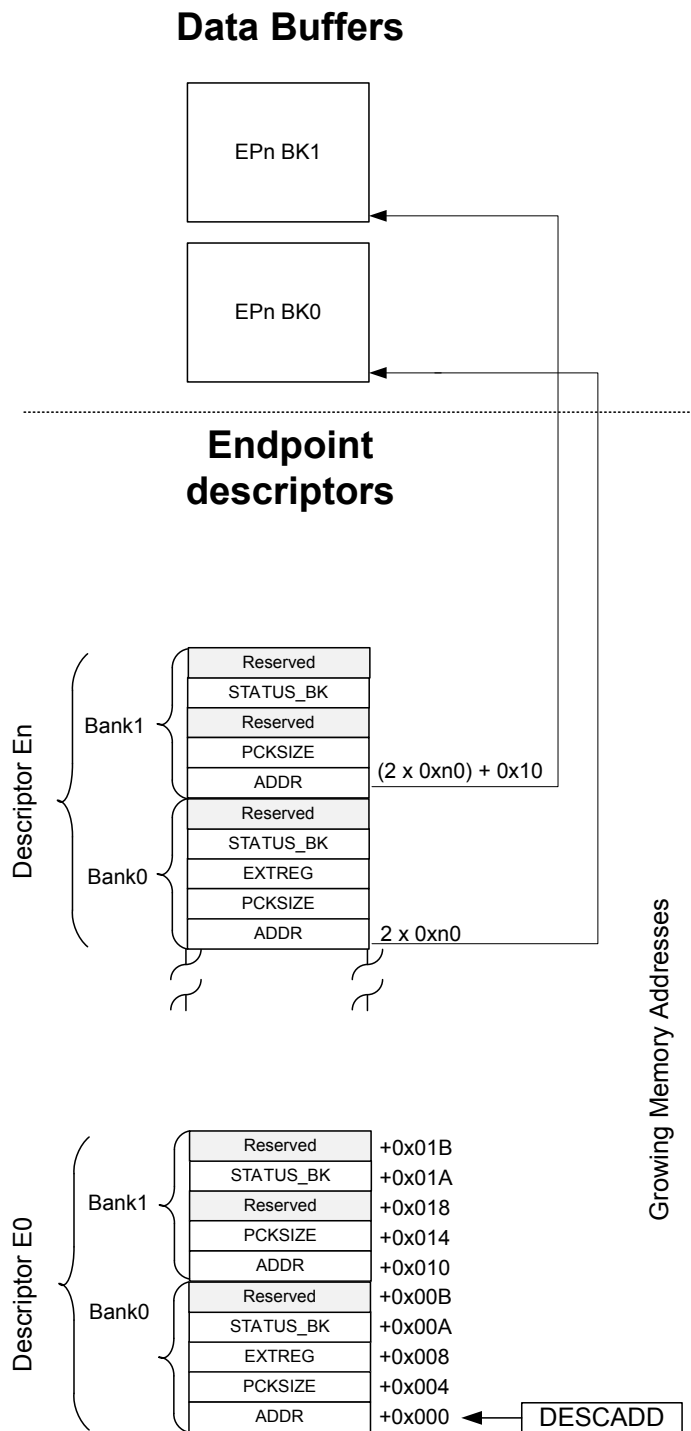 Data Buffers
EPn BK1
EPn BK0
Endpoint
descriptors
Descriptor En
Bank1
Reserved
STATUS_BK
Reserved
PCKSIZE
ADDR
(2 x 0xn0) + 0x10
Bank0
Reserved
STATUS_BK
EXTREG
PCKSIZE
ADDR
2 x 0xn0
Growing Memory Addresses
Descriptor E0
Bank1
Reserved +0x01B
STATUS_BK +0x01A
Reserved +0x018
PCKSIZE +0x014
ADDR +0x010
Bank0
Reserved +0x00B
STATUS_BK +0x00A
EXTREG +0x008
PCKSIZE +0x004
ADDR +0x000 DESCADD